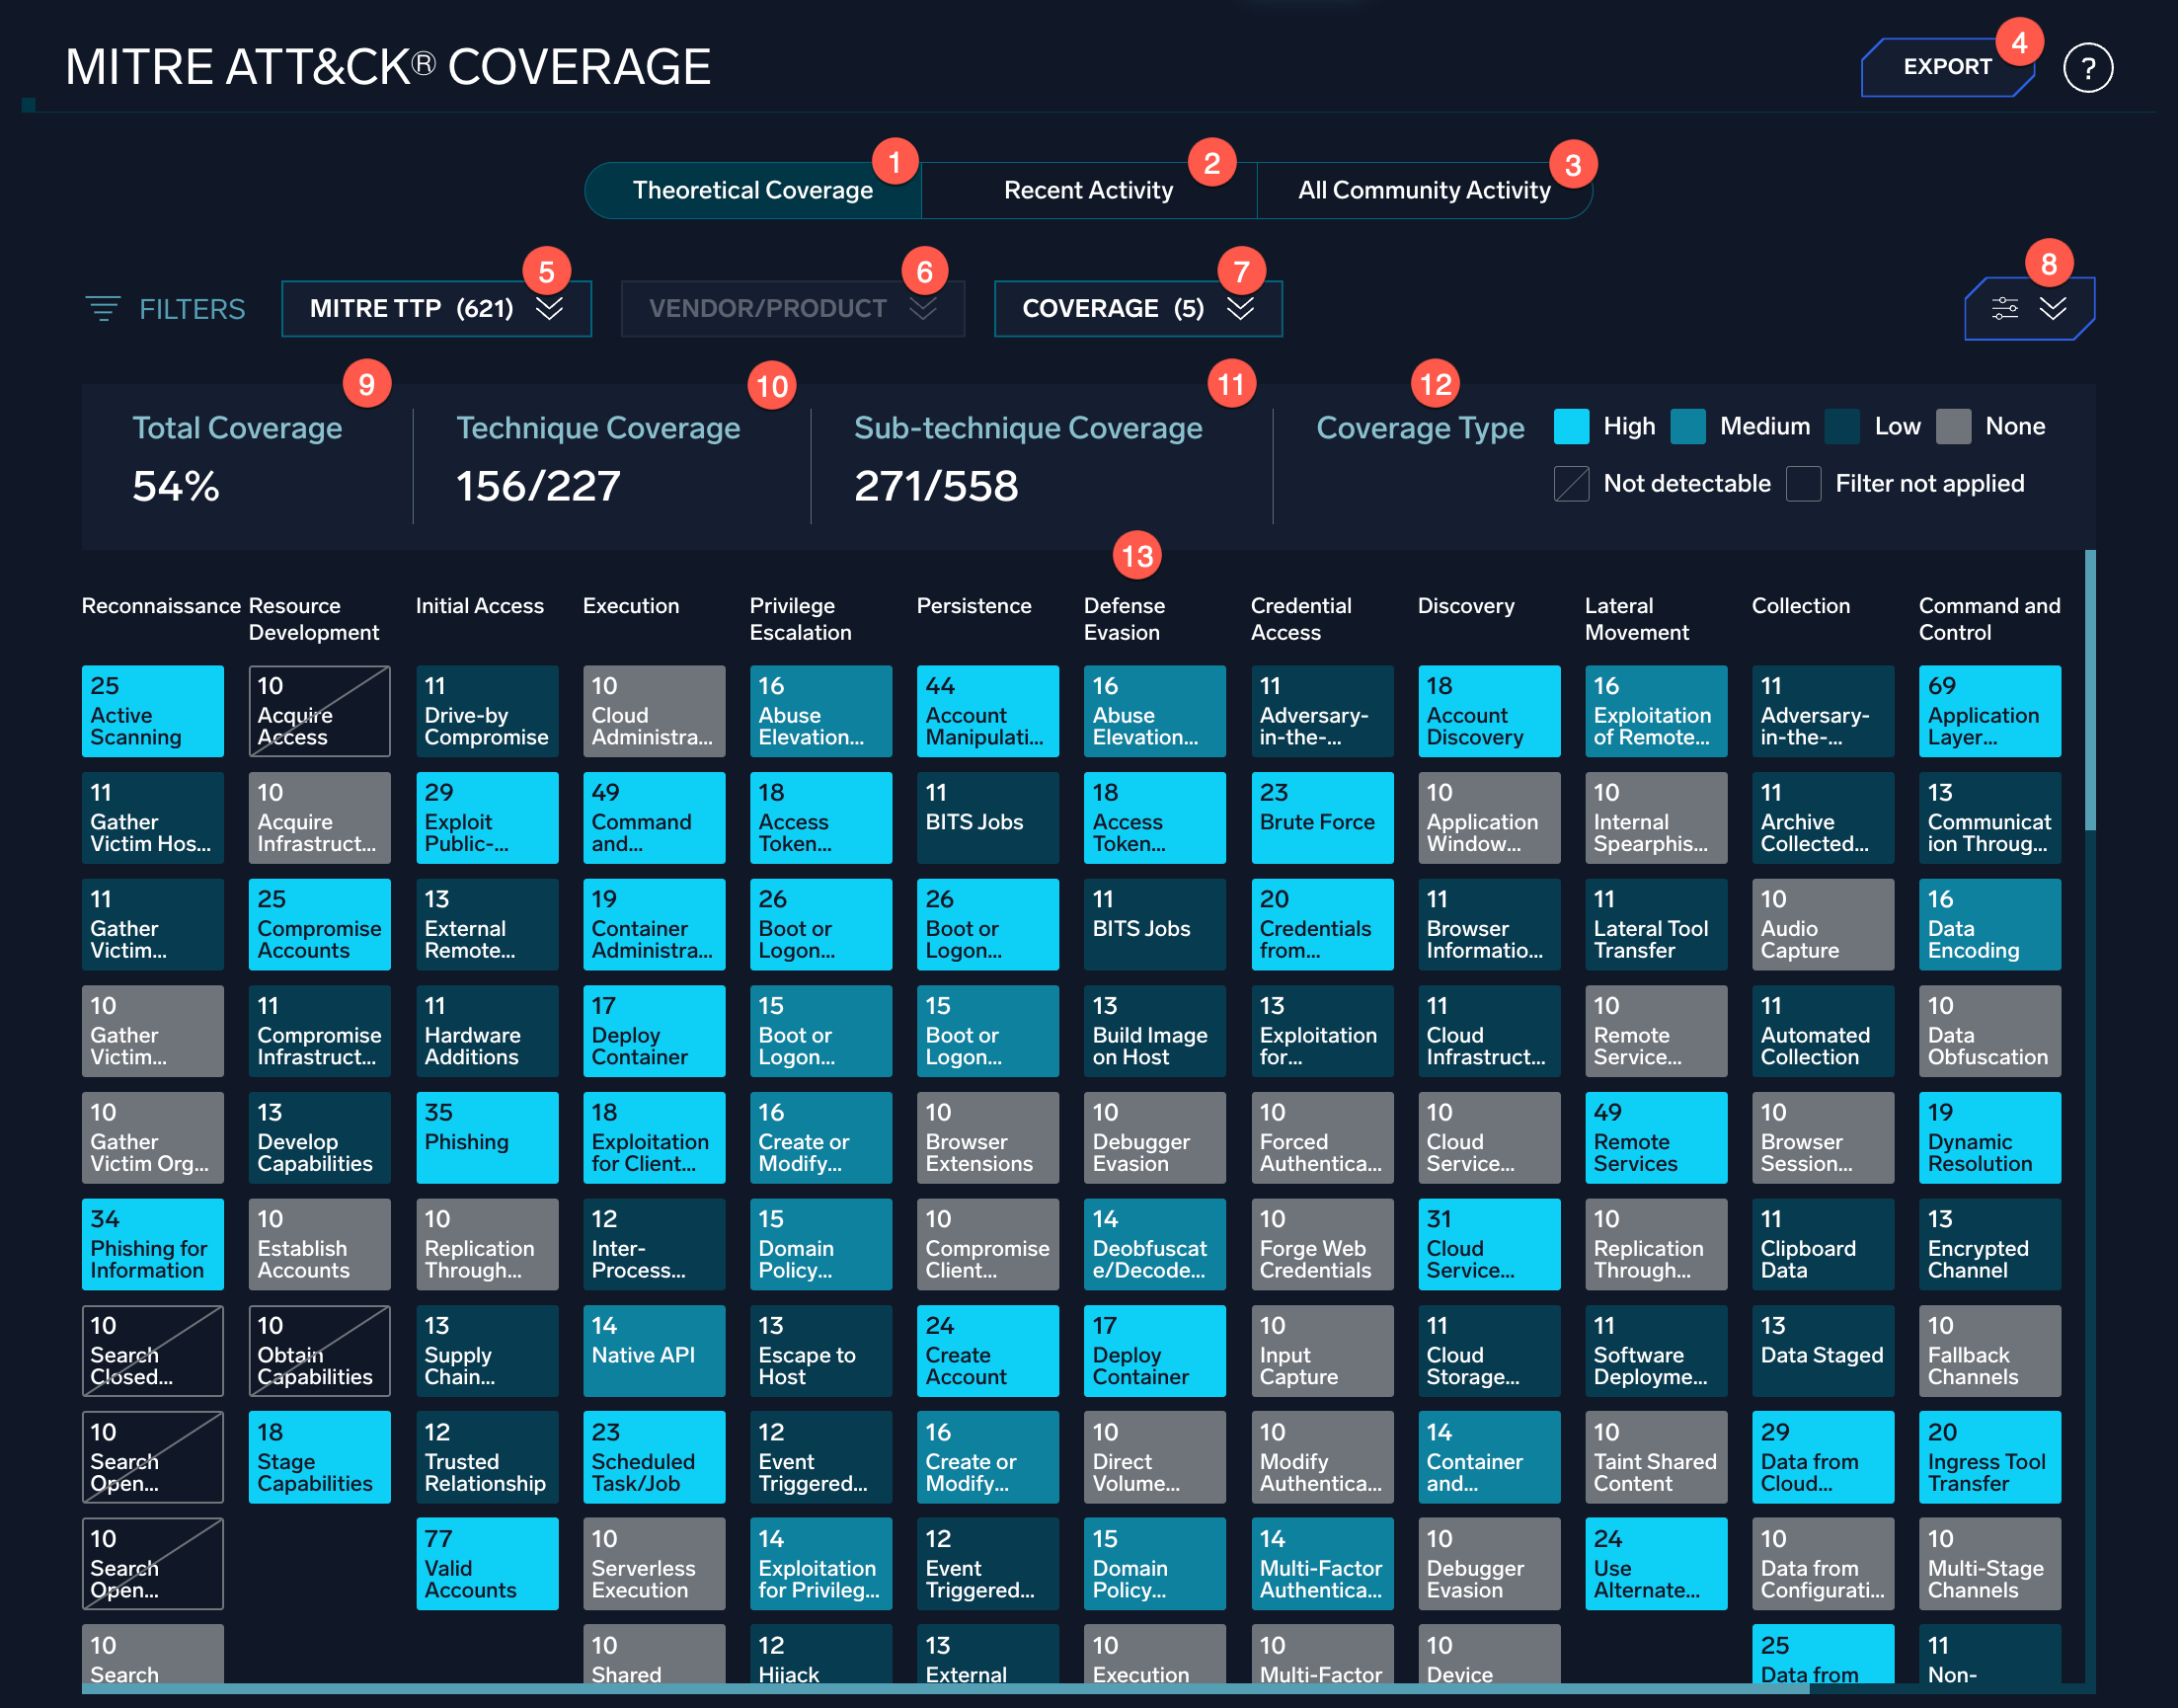 MITRE ATT&CK® COVERAGE
EXPORT
4
?
1
2
3
Theoretical Coverage
Recent Activity
All Community Activity
5
6
7
8
FILTERS
MITRE TTP (621)
VENDOR/PRODUCT
COVERAGE (5)
9
10
11
12
Total Coverage
54%
Technique Coverage
156/227
Sub-technique Coverage
271/558
Coverage Type
High
Medium
Low
None
Not detectable
Filter not applied
13
Reconnaissance
Resource
Development
Initial Access
Execution
Privilege
Escalation
Persistence
Defense
Evasion
Credential
Access
Discovery
Lateral
Movement
Collection
Command and
Control
25
Active
Scanning
10
Acquire
Access
11
Drive-by
Compromise
10
Cloud
Administra...
16
Abuse
Elevation...
44
Account
Manipulati...
16
Abuse
Elevation...
11
Adversary-
in-the-...
18
Account
Discovery
16
Exploitation
of Remote...
11
Adversary-
in-the-...
69
Application
Layer...
11
Gather
Victim Hos...
10
Acquire
Infrastruct...
29
Exploit
Public-...
49
Command
and...
18
Access
Token...
11
BITS Jobs
18
Access
Token...
23
Brute Force
10
Application
Window...
10
Internal
Spearphis...
11
Archive
Collected...
13
Communicat
ion Throug...
11
Gather
Victim...
25
Compromise
Accounts
13
External
Remote...
19
Container
Administra...
26
Boot or
Logon...
26
Boot or
Logon...
11
BITS Jobs
20
Credentials
from...
11
Browser
Informatio...
11
Lateral Tool
Transfer
10
Audio
Capture
16
Data
Encoding
10
Gather
Victim...
11
Compromise
Infrastruct...
11
Hardware
Additions
17
Deploy
Container
15
Boot or
Logon...
15
Boot or
Logon...
13
Build Image
on Host
13
Exploitation
for...
11
Cloud
Infrastruct...
10
Remote
Service...
11
Automated
Collection
10
Data
Obfuscation
10
Gather
Victim Org...
13
Develop
Capabilities
35
Phishing
18
Exploitation
for Client...
16
Create or
Modify...
10
Browser
Extensions
10
Debugger
Evasion
10
Forced
Authentica...
10
Cloud
Service...
49
Remote
Services
10
Browser
Session...
19
Dynamic
Resolution
34
Phishing for
Information
10
Establish
Accounts
10
Replication
Through...
12
Inter-
Process...
15
Domain
Policy...
10
Compromise
Client...
14
Deobfuscat
e/Decode...
10
Forge Web
Credentials
31
Cloud
Service...
10
Replication
Through...
11
Clipboard
Data
13
Encrypted
Channel
10
Search
Closed...
10
Obtain
Capabilities
13
Supply
Chain...
14
Native API
13
Escape to
Host
24
Create
Account
17
Deploy
Container
10
Input
Capture
11
Cloud
Storage...
11
Software
Deployme...
13
Data Staged
10
Fallback
Channels
10
Search
Open...
18
Stage
Capabilities
12
Trusted
Relationship
23
Scheduled
Task/Job
12
Event
Triggered...
16
Create or
Modify...
10
Direct
Volume...
10
Modify
Authentica...
14
Container
and...
10
Taint Shared
Content
29
Data from
Cloud...
20
Ingress Tool
Transfer
10
Search
Open...
77
Valid
Accounts
10
Serverless
Execution
14
Exploitation
for Privileg...
12
Event
Triggered...
15
Domain
Policy...
14
Multi-Factor
Authentica...
10
Debugger
Evasion
24
Use
Alternate...
10
Data from
Configurati...
10
Multi-Stage
Channels
10
Search
10
Shared
12
Hijack
13
External
10
Execution
10
Multi-Factor
10
Device
25
Data from
11
Non-